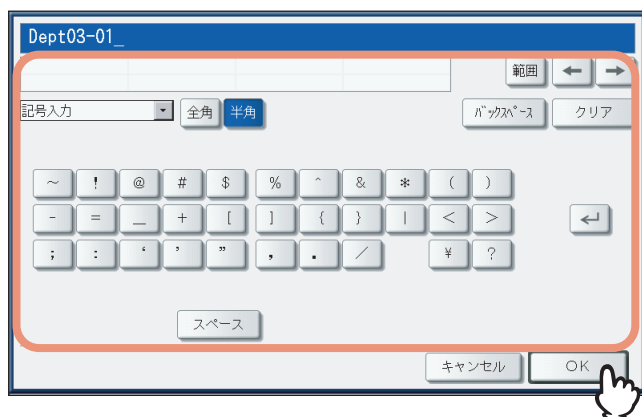 Dept03-01_
範囲 ← →
記号入力 全角 半角 バックスペース クリア
~ ! @ # $ % ^ & * ( )
- = _ + [ ] { } | < > ↵
; : ‘ ’ ” , . / ¥ ?
スペース
キャンセル OK